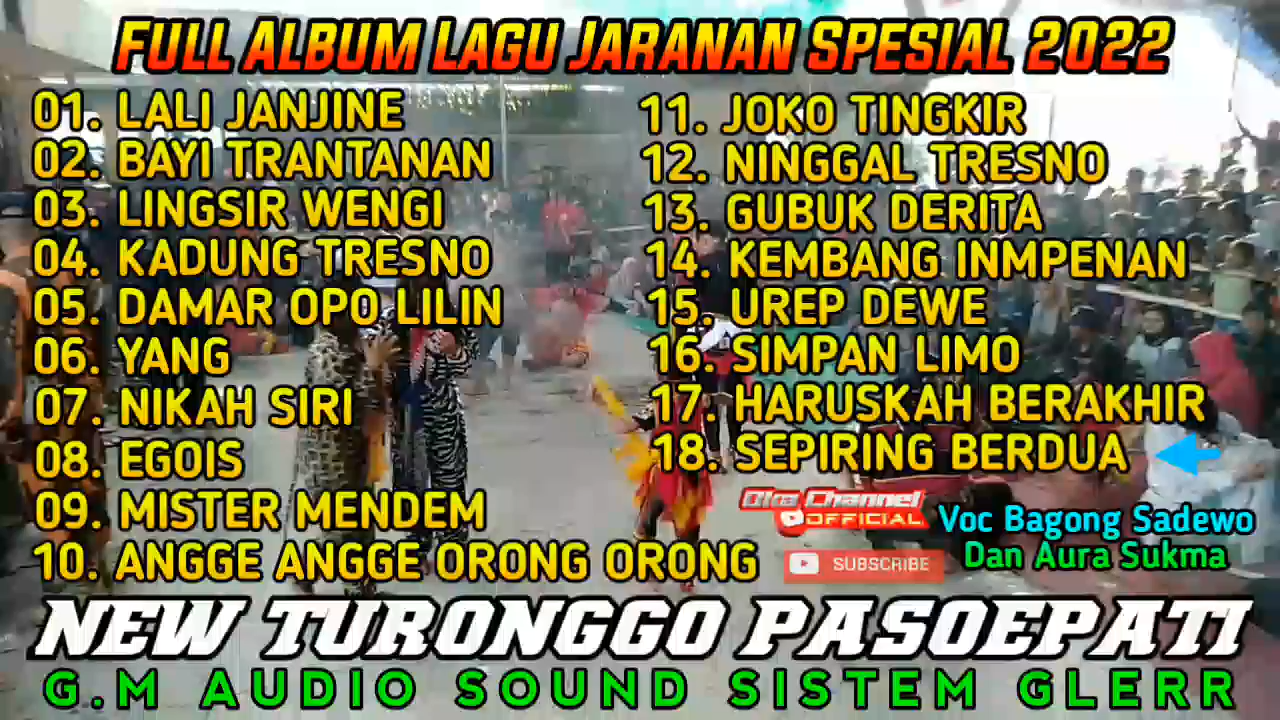 FULL ALBUM LAGU JARANAN SPESIAL 2022
01. LALI JANJINE
02. BAYI TRANTANAN
03. LINGSIR WENGI
04. KADUNG TRESNO
05. DAMAR OPO LILIN
06. YANG
07. NIKAH SIRI
08. EGOIS
09. MISTER MENDEM
10. ANGGE ANGGE ORONG ORONG
11. JOKO TINGKIR
12. NINGGAL TRESNO
13. GUBUK DERITA
14. KEMBANG INMPENAN
15. UREP DEWE
16. SIMPAN LIMO
17. HARUSKAH BERAKHIR
18. SEPIRING BERDUA
Oka Channel
OFFICIAL
SUBSCRIBE
Voc Bagong Sadewo
Dan Aura Sukma
NEW TURONGGO PASOEPATI
G.M AUDIO SOUND SISTEM GLERR